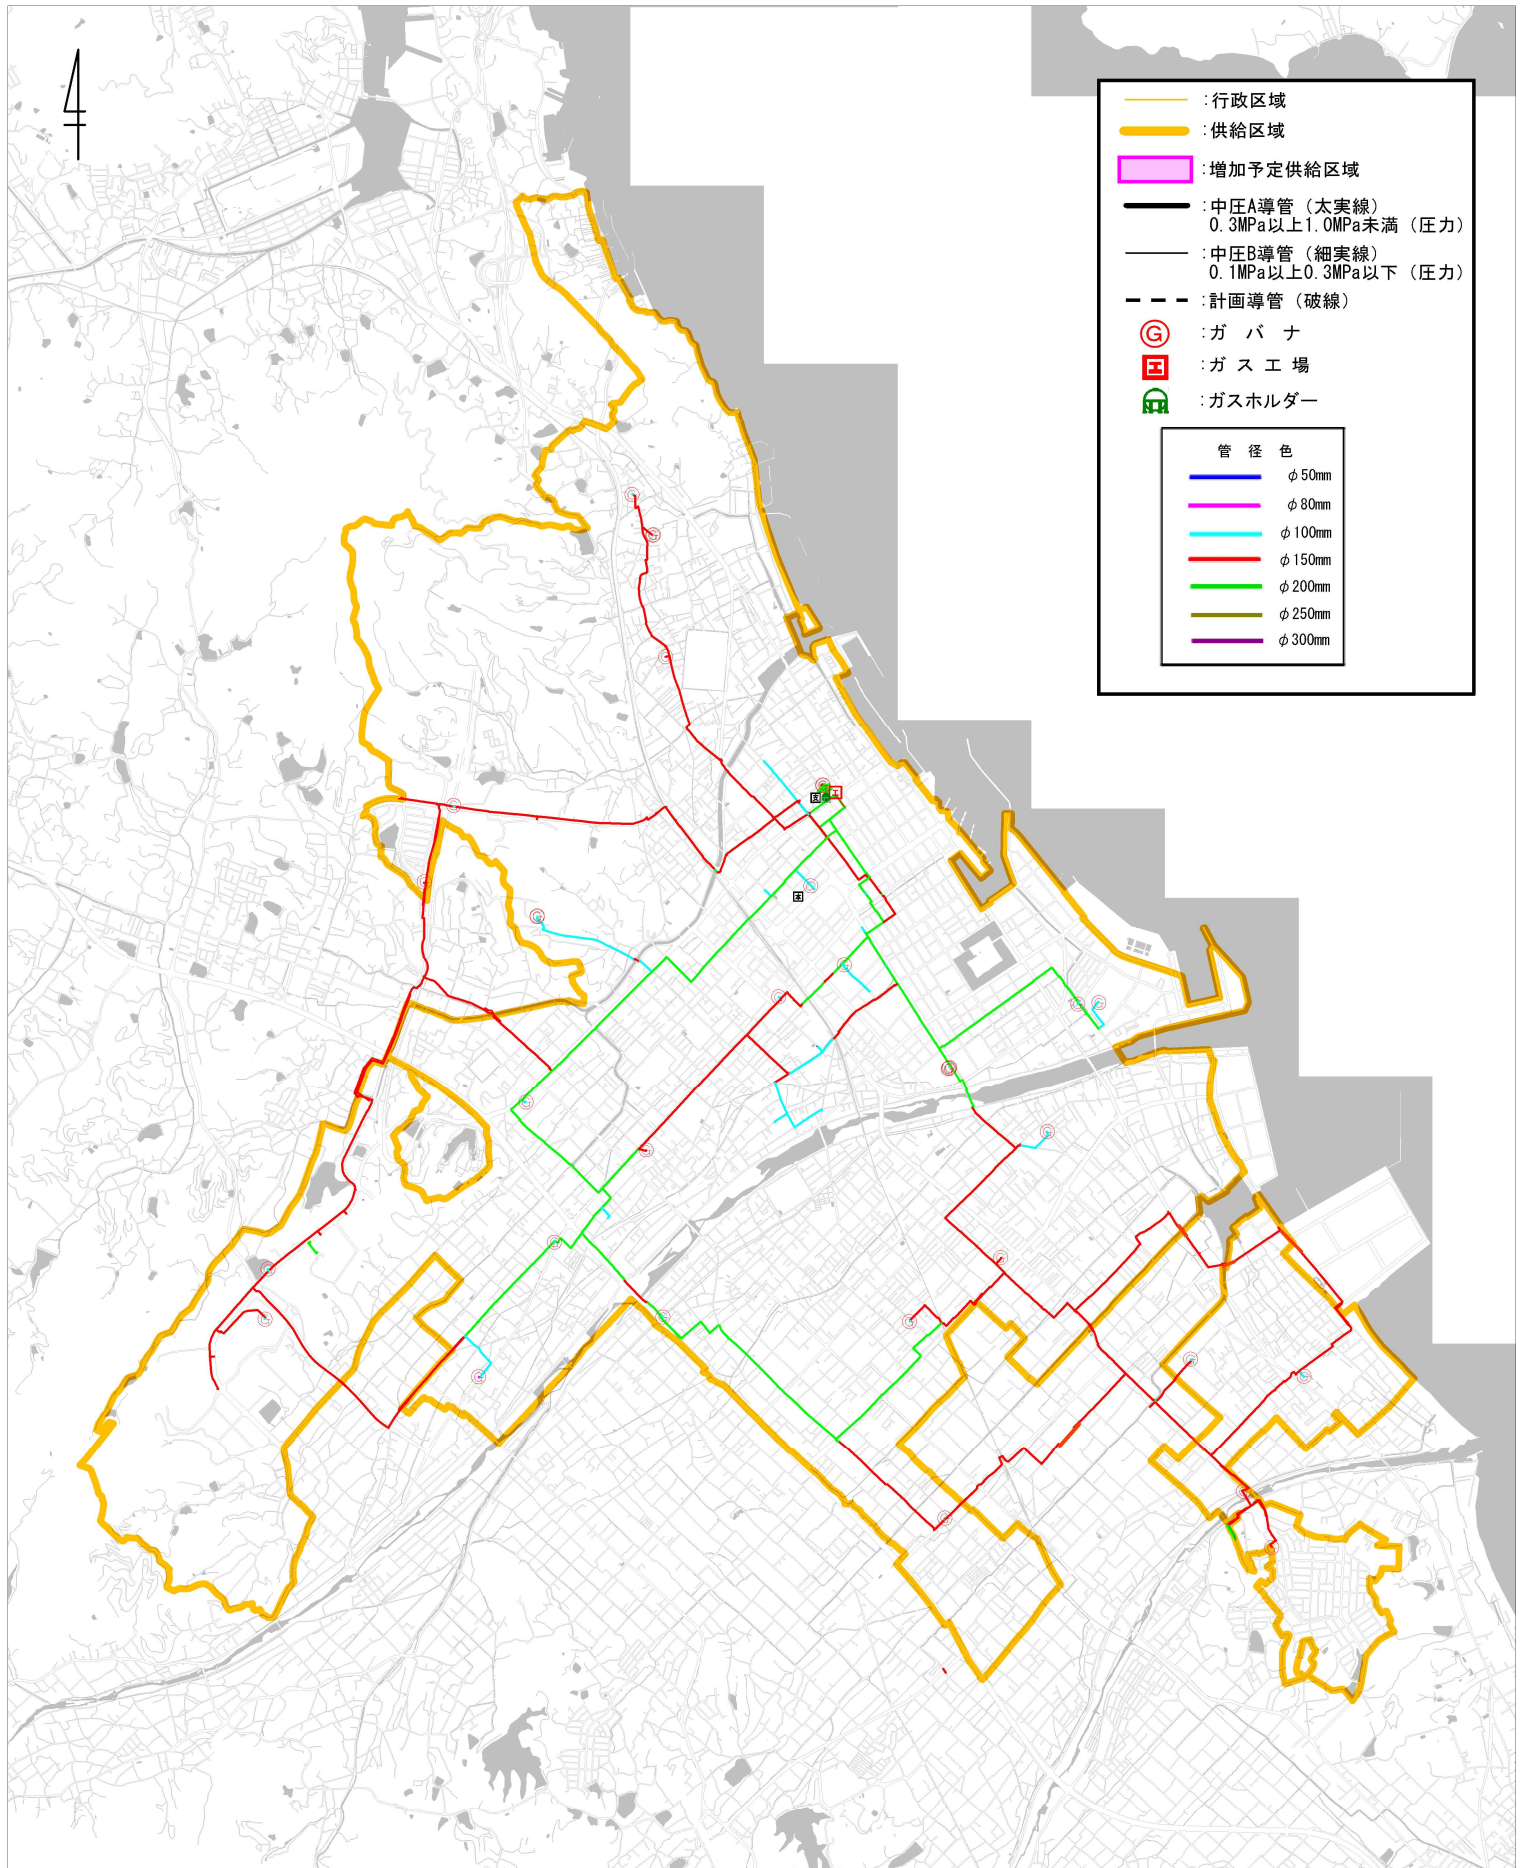 :行政区域
:供給区域
:増加予定供給区域
:中圧A導管（太実線）
0.3MPa以上1.0MPa未満（圧力）
:中圧B導管（細実線）
0.1MPa以上0.3MPa以下（圧力）
:計画導管（破線）
G :ガ バ ナ
工 :ガ ス 工 場
:ガスホルダー
管 径 色
φ50mm
φ80mm
φ100mm
φ150mm
φ200mm
φ250mm
φ300mm